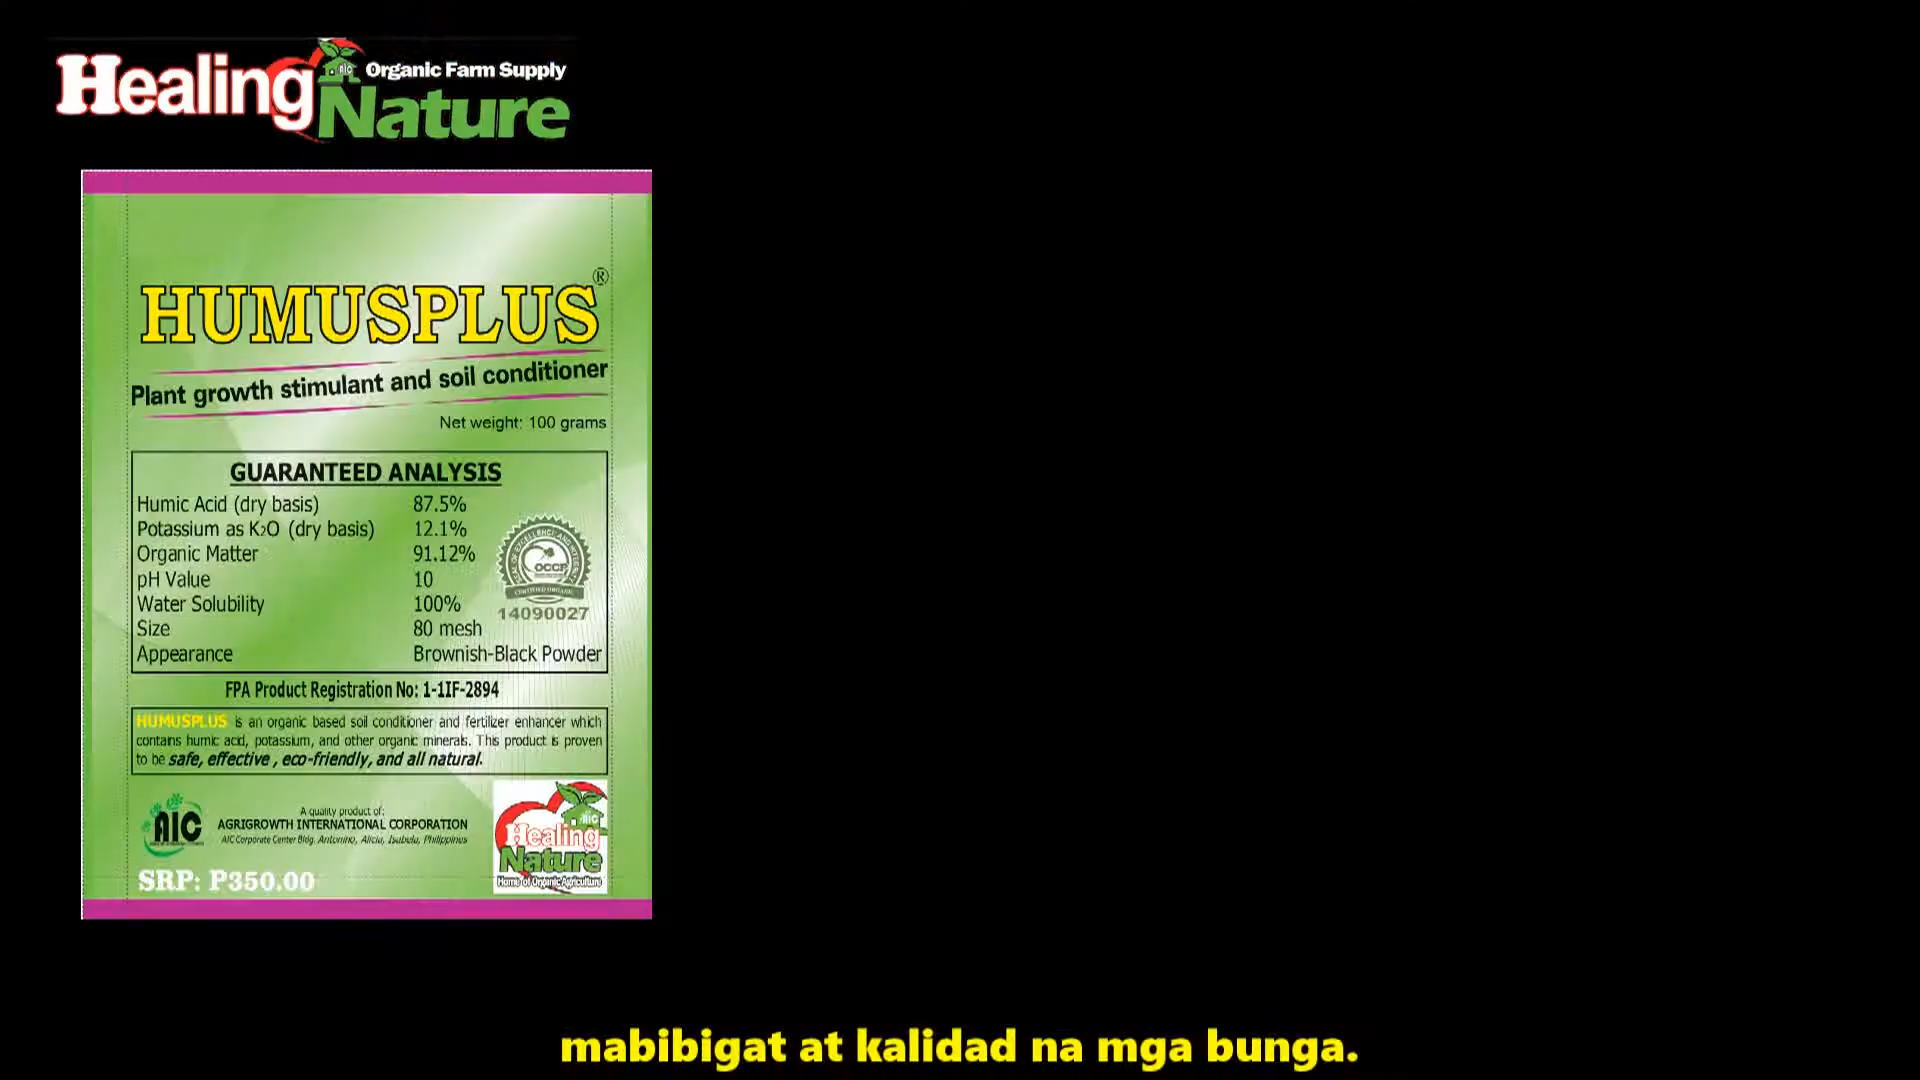 Healing Nature
Organic Farm Supply
AIC
HUMUSPLUS®
Plant growth stimulant and soil conditioner
Net weight: 100 grams
GUARANTEED ANALYSIS
Humic Acid (dry basis) 87.5%
Potassium as K2O (dry basis) 12.1%
Organic Matter 91.12%
pH Value 10
Water Solubility 100%
Size 80 mesh
Appearance Brownish-Black Powder
OCCP
CERTIFIED ORGANIC
14090027
FPA Product Registration No: 1-1IF-2894
HUMUSPLUS is an organic based soil conditioner and fertilizer enhancer which
contains humic acid, potassium, and other organic minerals. This product is proven
to be safe, effective , eco-friendly, and all natural.
AIC
A quality product of:
AGRIGROWTH INTERNATIONAL CORPORATION
AIC Corporate Center Bldg. Antonino, Alicia, Isabela, Philippines
AIC
Healing
Nature
Home of Organic Agriculture
SRP: P350.00
mabibigat at kalidad na mga bunga.